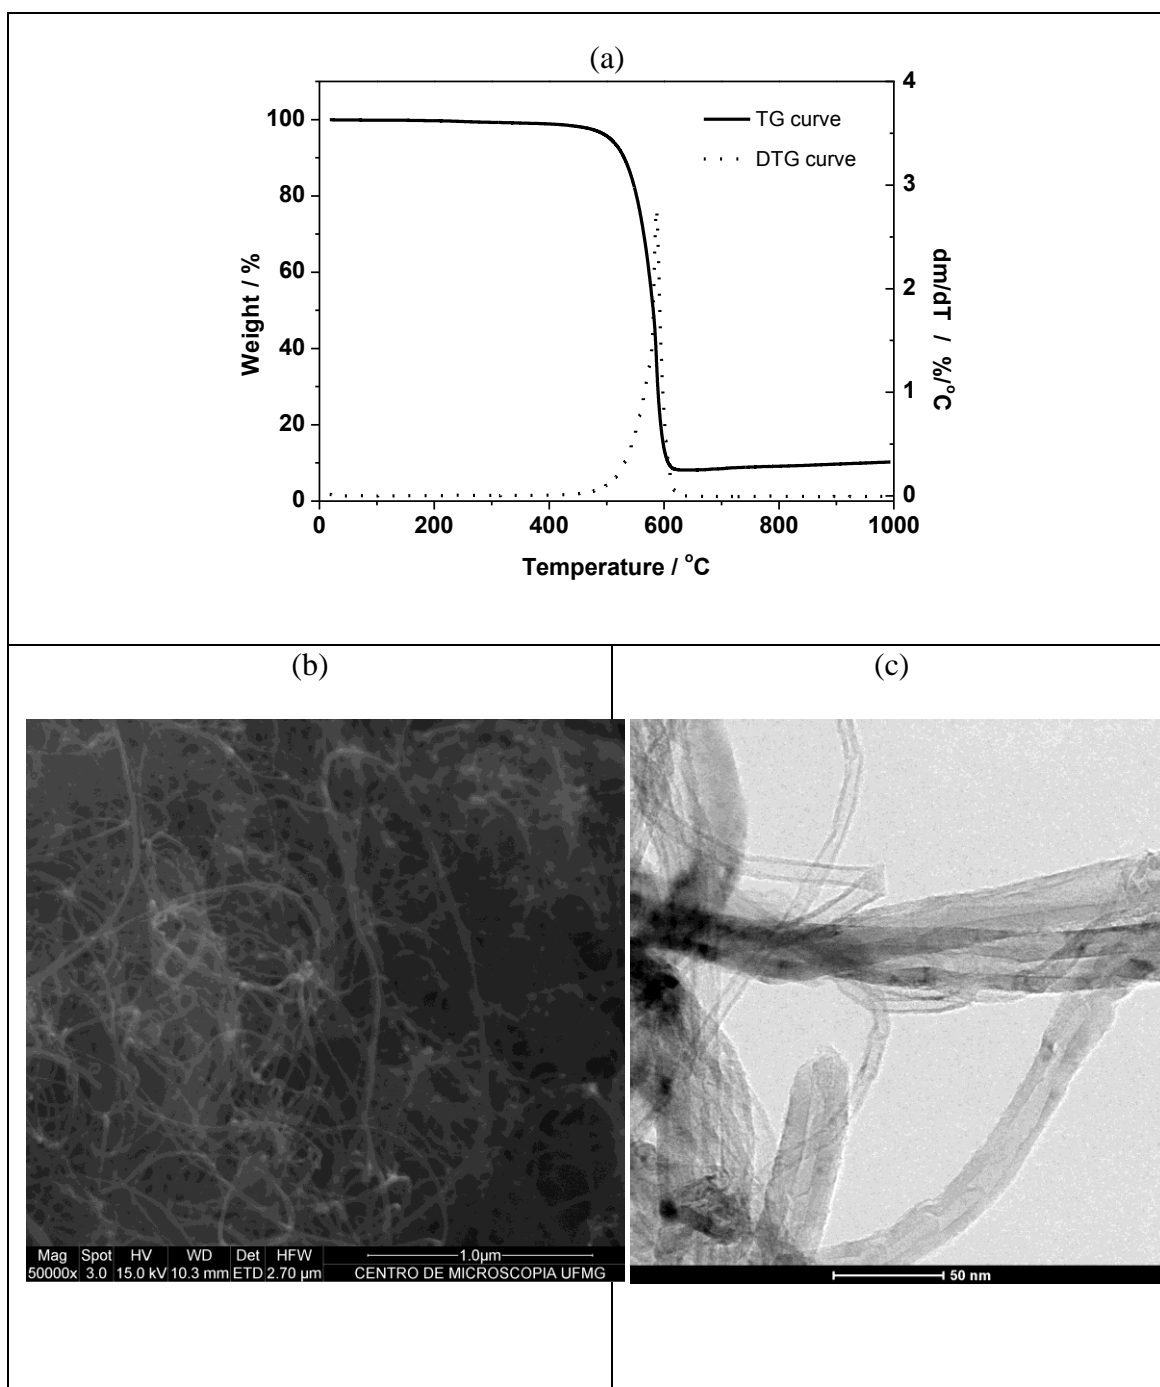 (a)
TG curve
DTG curve
100
80
60
40
20
0
Weight / %
4
3
2
1
0
dm/dT / %/°C
0 200 400 600 800 1000
Temperature / °C
(b)
(c)
Mag Spot HV WD Det HFW 1.0µm
50000x 3.0 15.0 kV 10.3 mm ETD 2.70 µm CENTRO DE MICROSCOPIA UFMG
50 nm